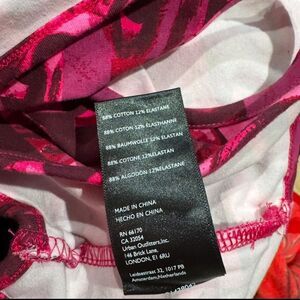 88% COTTON 12% ELASTANE
88% COTON 12% ÉLASTHANNE
88% BAUMWOLLE 12% ELASTAN
88% COTONE 12% ELASTAN
88% ALGODÓN 12% ELASTANO
MADE IN CHINA
HECHO EN CHINA
RN 66170
CA 32054
Urban Outfitters,Inc.
146 Brick Lane,
LONDON, E1 6RU
Leidsestraat 32, 1017 PB
Amsterdam,Netherlands